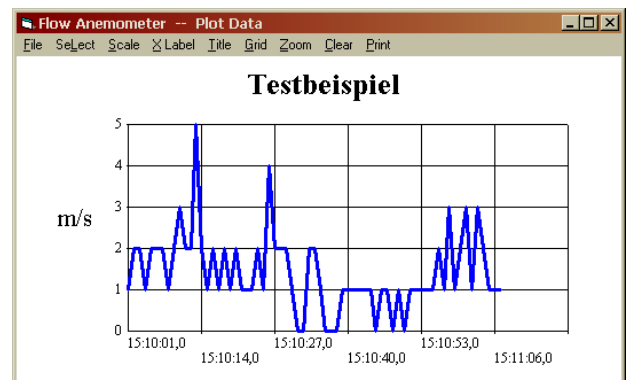 Flow Anemometer -- Plot Data
File SeLect Scale X Label Title Grid Zoom Clear Print
Testbeispiel
5
4
3
m/s
2
1
0
15:10:01,0 15:10:27,0 15:10:53,0
15:10:14,0 15:10:40,0 15:11:06,0